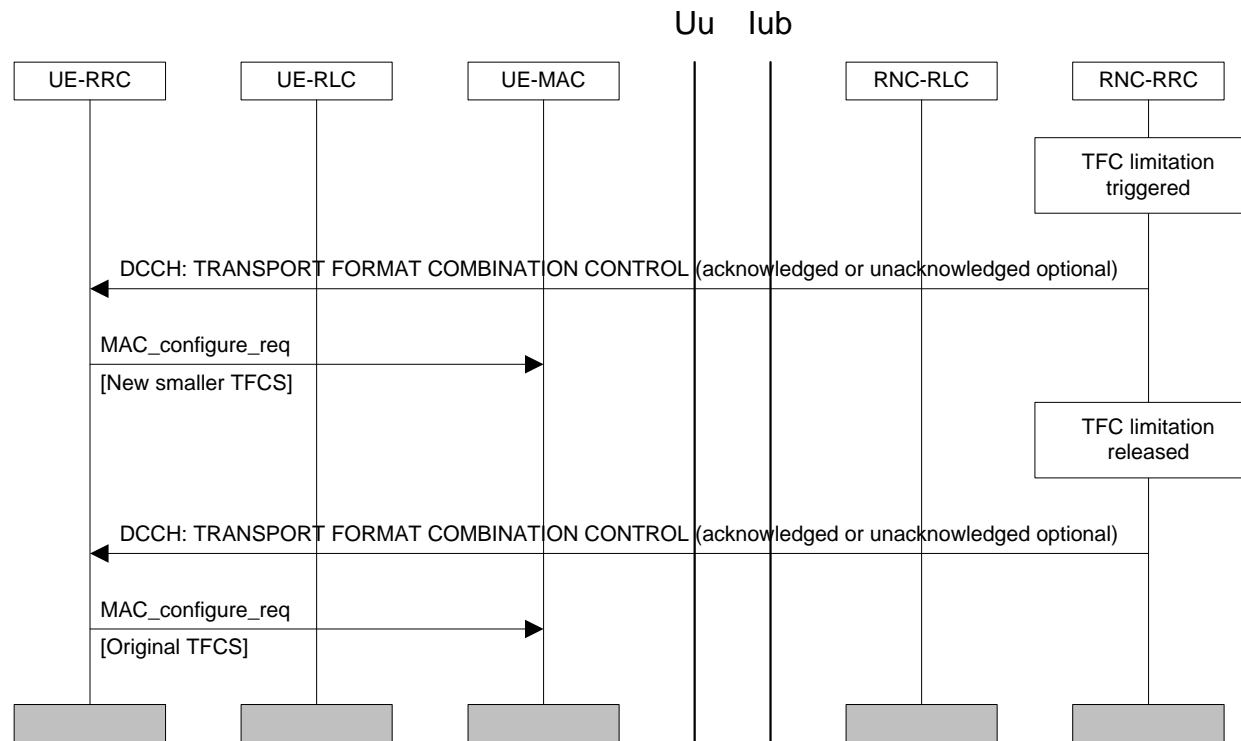 Uu Iub
UE-RRC UE-RLC UE-MAC RNC-RLC RNC-RRC
TFC limitation
triggered
DCCH: TRANSPORT FORMAT COMBINATION CONTROL (acknowledged or unacknowledged optional)
MAC_configure_req
[New smaller TFCS]
TFC limitation
released
DCCH: TRANSPORT FORMAT COMBINATION CONTROL (acknowledged or unacknowledged optional)
MAC_configure_req
[Original TFCS]